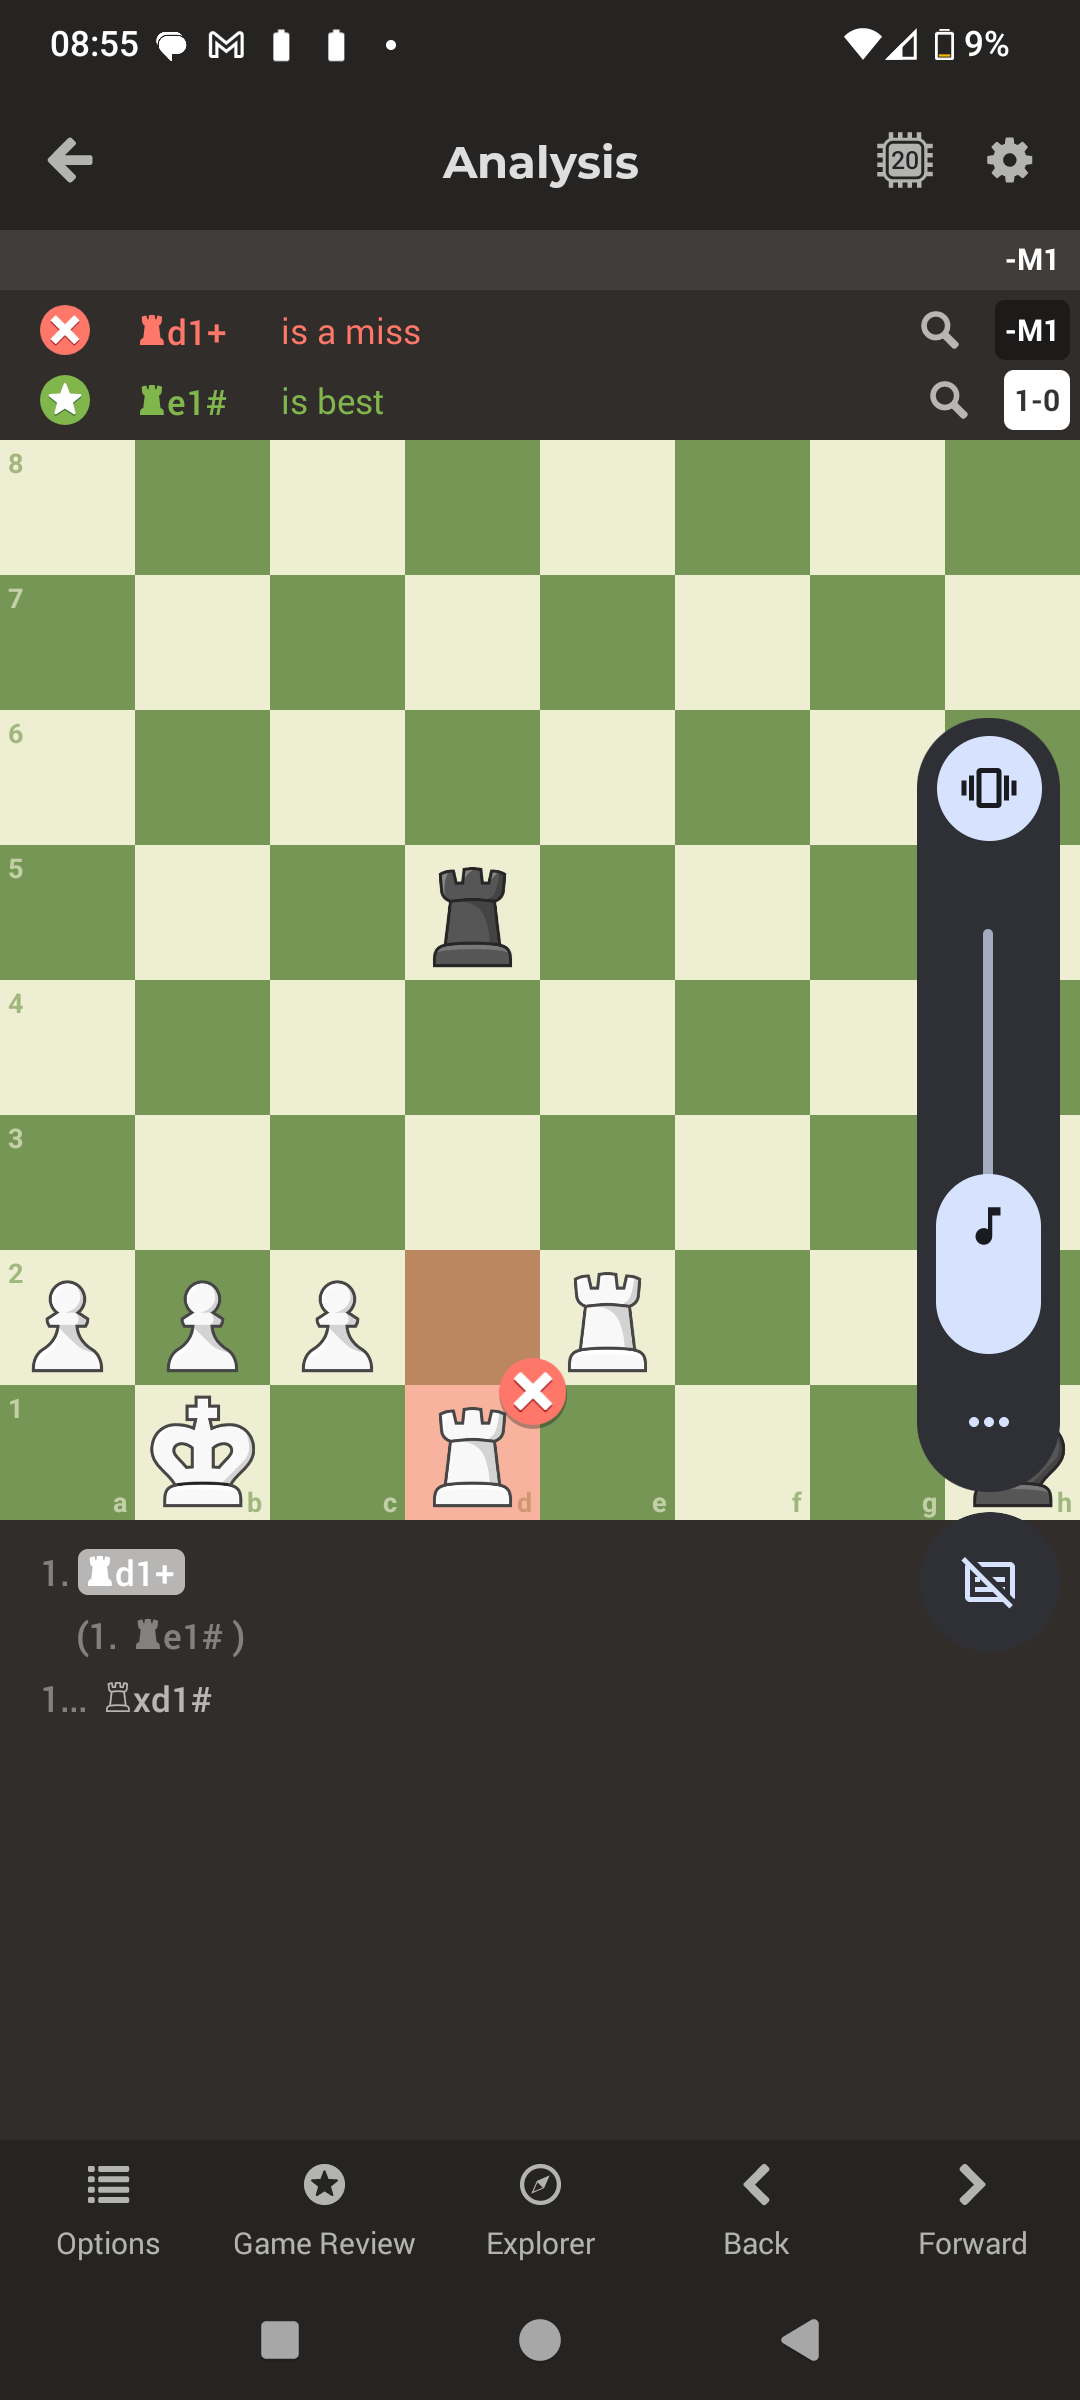 08:55 9%
Analysis 20
-M1
d1+ is a miss -M1
e1# is best 1-0
8
7
6
5
4
3
2
1
a b c d e f g h
1. d1+
(1. e1# )
1... xd1#
Options Game Review Explorer Back Forward